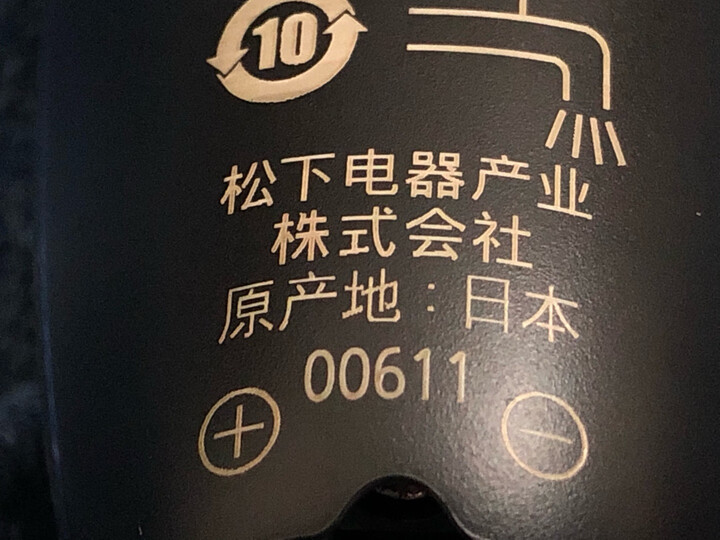 10
松下电器产业
株式会社
原产地:日本
00611
+ −